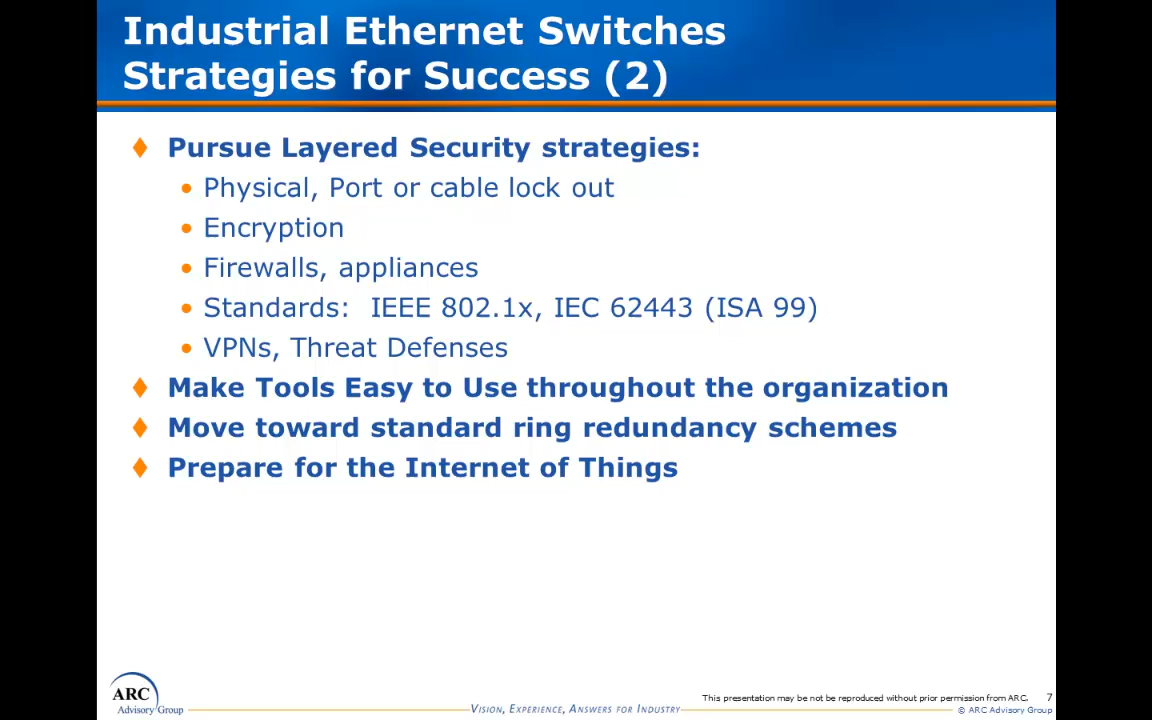 Industrial Ethernet Switches
Strategies for Success (2)
Pursue Layered Security strategies:
Physical, Port or cable lock out
Encryption
Firewalls, appliances
Standards:  IEEE 802.1x, IEC 62443 (ISA 99)
VPNs, Threat Defenses
Make Tools Easy to Use throughout the organization
Move toward standard ring redundancy schemes
Prepare for the Internet of Things
ARC
Advisory Group
VISION, EXPERIENCE, ANSWERS FOR INDUSTRY
This presentation may be not be reproduced without prior permission from ARC. 7
© ARC Advisory Group